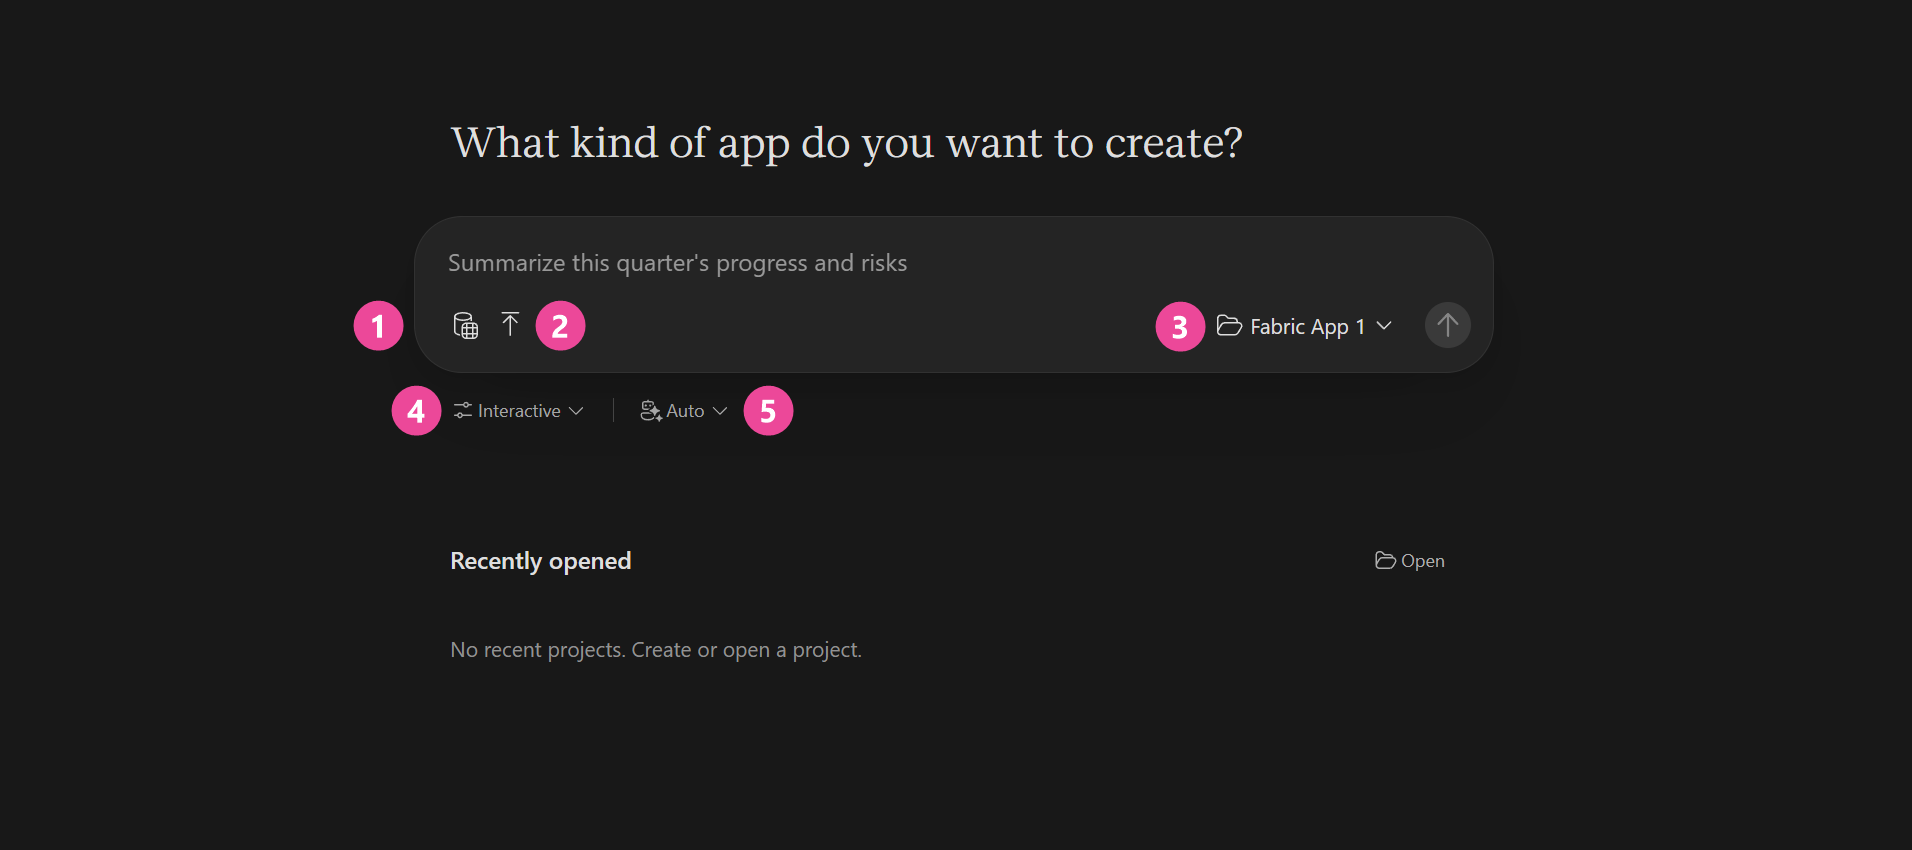 What kind of app do you want to create?
Summarize this quarter's progress and risks
1
2
3
Fabric App 1
4
Interactive
Auto
5
Recently opened
Open
No recent projects. Create or open a project.